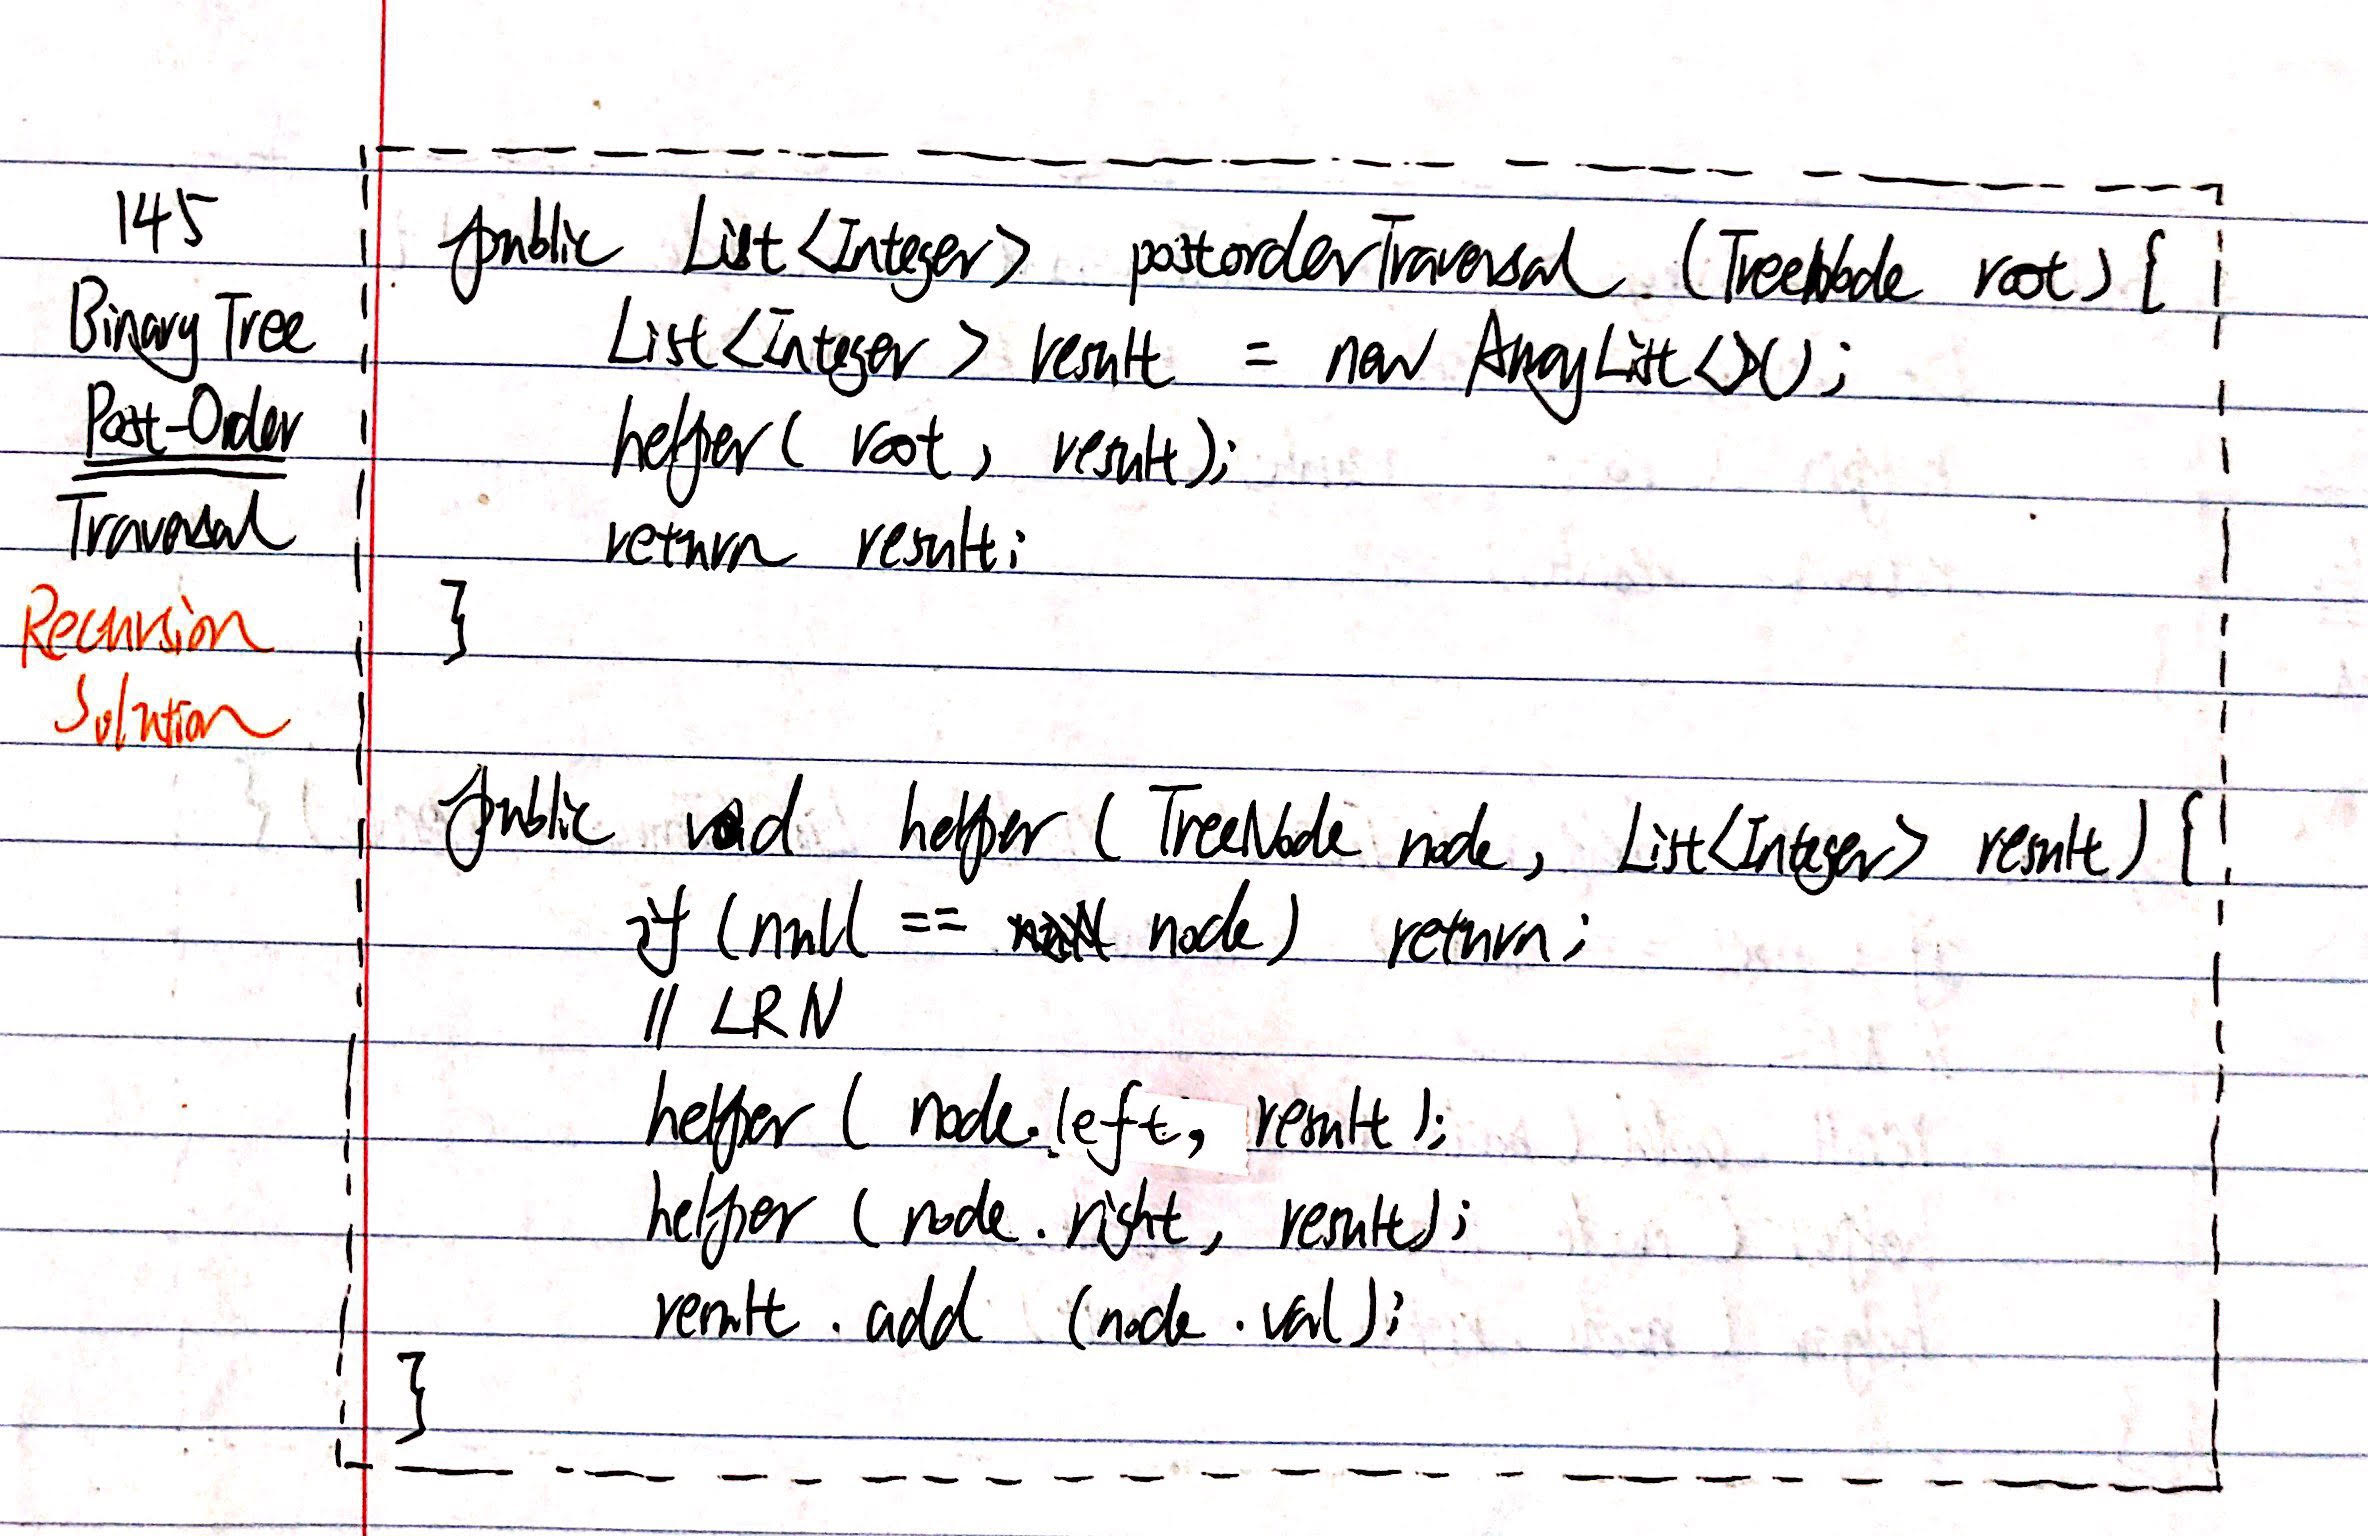 145
Binary Tree
Post-Order
Traversal
Recursion
Solution
public List<Integer> postorderTraversal (TreeNode root) {
List<Integer> result = new ArrayList<>();
helper( root, result);
return result;
}
public void helper (TreeNode node, List<Integer> result) {
if (null == node) return;
// LRN
helper ( node.left, result);
helper (node.right, result);
result.add (node.val);
}